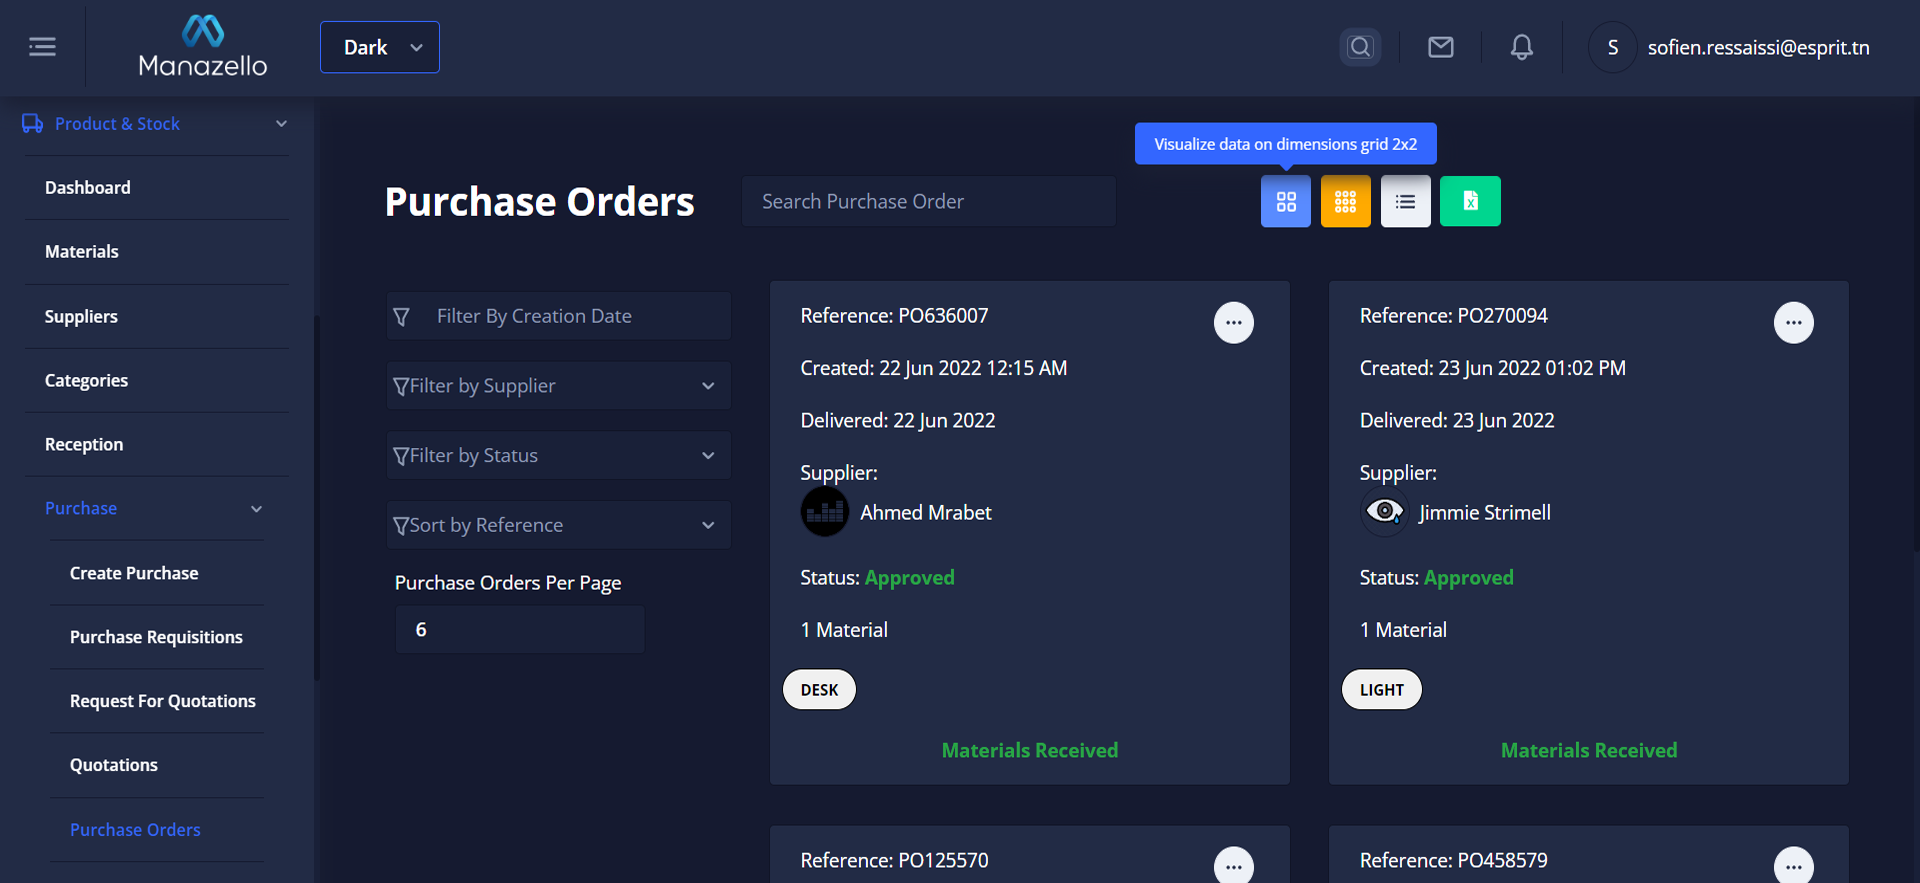 Manazello
Dark
S
sofien.ressaissi@esprit.tn
Product & Stock
Dashboard
Materials
Suppliers
Categories
Reception
Purchase
Create Purchase
Purchase Requisitions
Request For Quotations
Quotations
Purchase Orders
Visualize data on dimensions grid 2x2
Purchase Orders
Search Purchase Order
X
Filter By Creation Date
Filter by Supplier
Filter by Status
Sort by Reference
Purchase Orders Per Page
6
Reference: PO636007
Created: 22 Jun 2022 12:15 AM
Delivered: 22 Jun 2022
Supplier:
Ahmed Mrabet
Status: Approved
1 Material
DESK
Materials Received
Reference: PO270094
Created: 23 Jun 2022 01:02 PM
Delivered: 23 Jun 2022
Supplier:
Jimmie Strimell
Status: Approved
1 Material
LIGHT
Materials Received
Reference: PO125570
Reference: PO458579